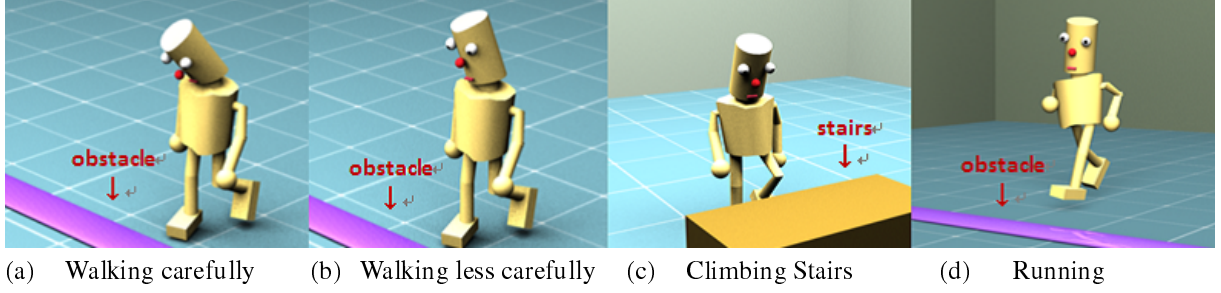 obstacle↵
↓ ↵
obstacle↵
↓ ↵
stairs↵
↓ ↵
obstacle↵
↓ ↵
(a) Walking carefully
(b) Walking less carefully
(c) Climbing Stairs
(d) Running